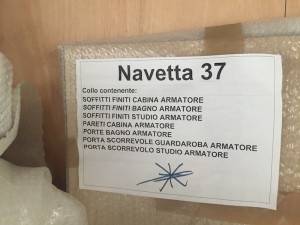 Navetta 37
Collo contenente:
SOFFITTI FINITI CABINA ARMATORE
SOFFITTI FINITI BAGNO ARMATORE
SOFFITTI FINITI STUDIO ARMATORE
PARETI CABINA ARMATORE
PORTE BAGNO ARMATORE
PORTA SCORREVOLE GUARDAROBA ARMATORE
PORTA SCORREVOLO STUDIO ARMATORE